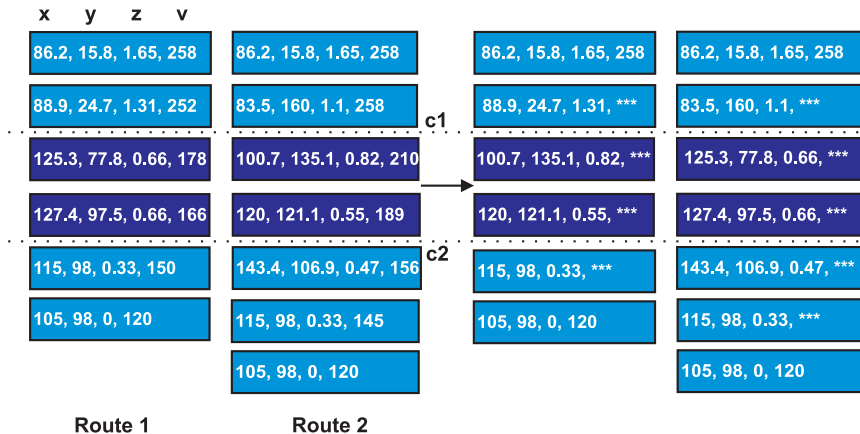 x y z v
86.2, 15.8, 1.65, 258 86.2, 15.8, 1.65, 258 86.2, 15.8, 1.65, 258 86.2, 15.8, 1.65, 258
88.9, 24.7, 1.31, 252 83.5, 160, 1.1, 258 88.9, 24.7, 1.31, *** 83.5, 160, 1.1, ***
c1
125.3, 77.8, 0.66, 178 100.7, 135.1, 0.82, 210 100.7, 135.1, 0.82, *** 125.3, 77.8, 0.66, ***
127.4, 97.5, 0.66, 166 120, 121.1, 0.55, 189 120, 121.1, 0.55, *** 127.4, 97.5, 0.66, ***
c2
115, 98, 0.33, 150 143.4, 106.9, 0.47, 156 115, 98, 0.33, *** 143.4, 106.9, 0.47, ***
105, 98, 0, 120 115, 98, 0.33, 145 105, 98, 0, 120 115, 98, 0.33, ***
105, 98, 0, 120 105, 98, 0, 120
Route 1 Route 2